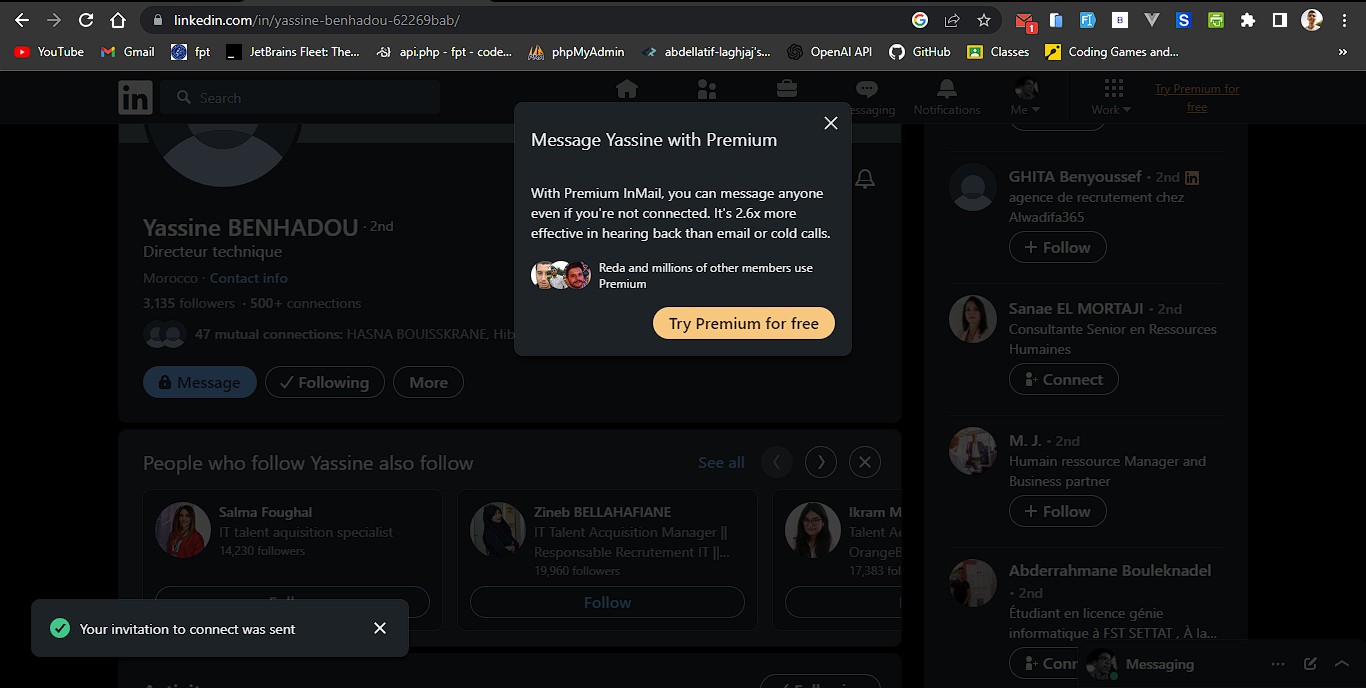 linkedin.com/in/yassine-benhadou-62269bab/
1
YouTube
Gmail
fpt
JetBrains Fleet: The...
api.php - fpt - code...
phpMyAdmin
abdellatif-laghjaj's...
OpenAI API
GitHub
Classes
Coding Games and...
»
in
Search
essaging
Notifications
Me
Work
Try Premium for
free
Message Yassine with Premium
With Premium InMail, you can message anyone
even if you're not connected. It's 2.6x more
effective in hearing back than email or cold calls.
Reda and millions of other members use
Premium
Try Premium for free
Yassine BENHADOU · 2nd
Directeur technique
Morocco · Contact info
3,135 followers · 500+ connections
47 mutual connections: HASNA BOUISSKRANE, Hib
Message
Following
More
People who follow Yassine also follow
See all
Salma Foughal
IT talent aquisition specialist
14,230 followers
Zineb BELLAHAFIANE
IT Talent Acquisition Manager ||
Responsable Recrutement IT ||...
19,960 followers
Follow
Ikram M
Talent A
OrangeB
17,383 fol
Your invitation to connect was sent
GHITA Benyoussef · 2nd in
agence de recrutement chez
Alwadifa365
+ Follow
Sanae EL MORTAJI · 2nd
Consultante Senior en Ressources
Humaines
Connect
M. J. · 2nd
Humain ressource Manager and
Business partner
+ Follow
Abderrahmane Bouleknadel
· 2nd
Étudiant en licence génie
informatique à FST SETTAT , À la...
Conn
Messaging